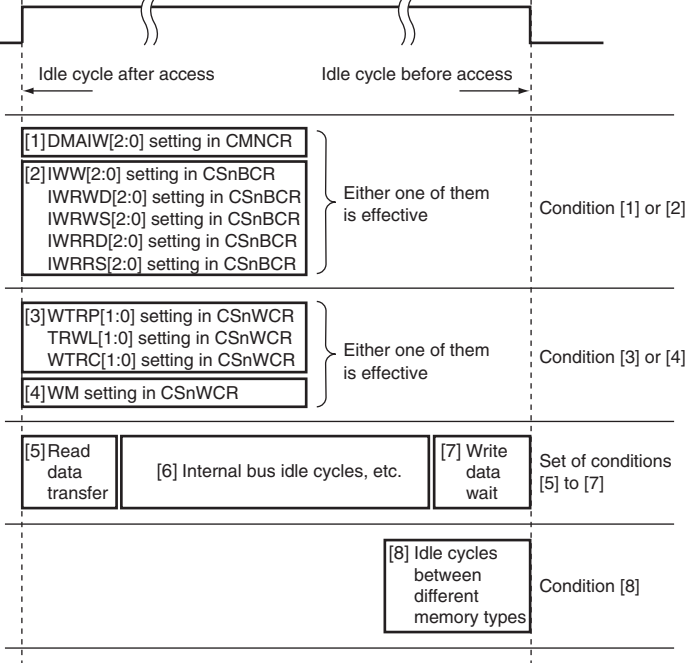 Idle cycle after access
Idle cycle before access
[1]DMAIW[2:0] setting in CMNCR
[2]IWW[2:0] setting in CSnBCR
IWRWD[2:0] setting in CSnBCR
IWRWS[2:0] setting in CSnBCR
IWRRD[2:0] setting in CSnBCR
IWRRS[2:0] setting in CSnBCR
Either one of them
is effective
Condition [1] or [2]
[3]WTRP[1:0] setting in CSnWCR
TRWL[1:0] setting in CSnWCR
WTRC[1:0] setting in CSnWCR
[4]WM setting in CSnWCR
Either one of them
is effective
Condition [3] or [4]
[5]Read
data
transfer
[6] Internal bus idle cycles, etc.
[7] Write
data
wait
Set of conditions
[5] to [7]
[8] Idle cycles
between
different
memory types
Condition [8]